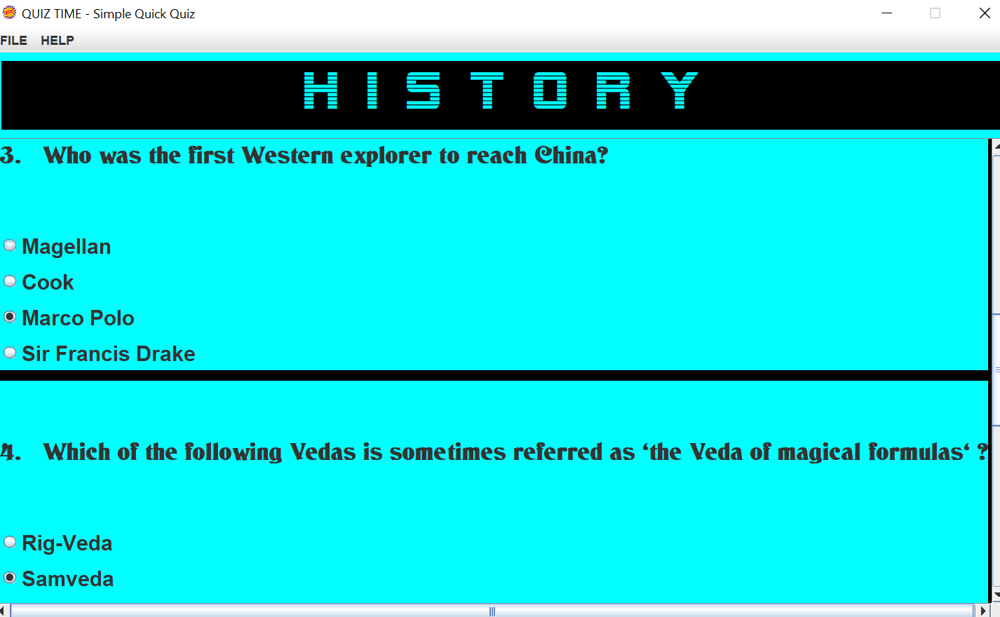 QUIZ TIME - Simple Quick Quiz
FILE HELP
HISTORY
3. Who was the first Western explorer to reach China?
Magellan
Cook
Marco Polo
Sir Francis Drake
4. Which of the following Vedas is sometimes referred as ‘the Veda of magical formulas‘ ?
Rig-Veda
Samveda